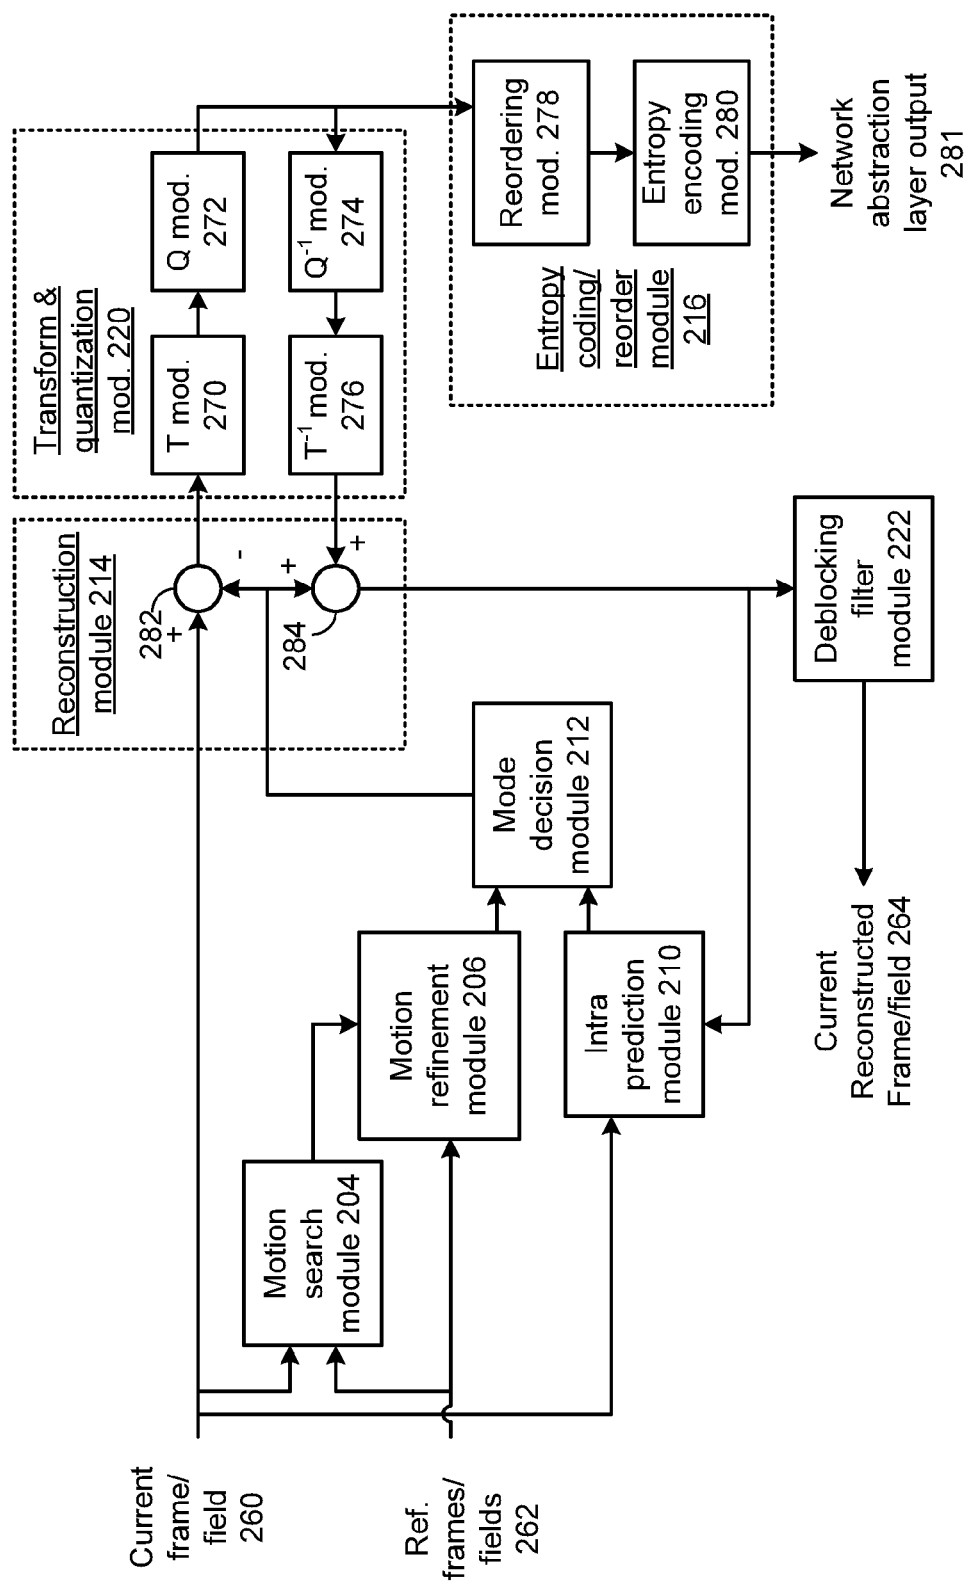 Current
frame/
field
260
Ref.
frames/
fields
262
Motion
search
module 204
Motion
refinement
module 206
Intra
prediction
module 210
Mode
decision
module 212
Current
Reconstructed
Frame/field 264
Reconstruction
module 214
282
+
-
+
284
+
Deblocking
filter
module 222
Transform &
quantization
mod. 220
T mod.
270
Q mod.
272
T-1 mod.
276
Q-1 mod.
274
Entropy
coding/
reorder
module
216
Reordering
mod. 278
Entropy
encoding
mod. 280
Network
abstraction
layer output
281